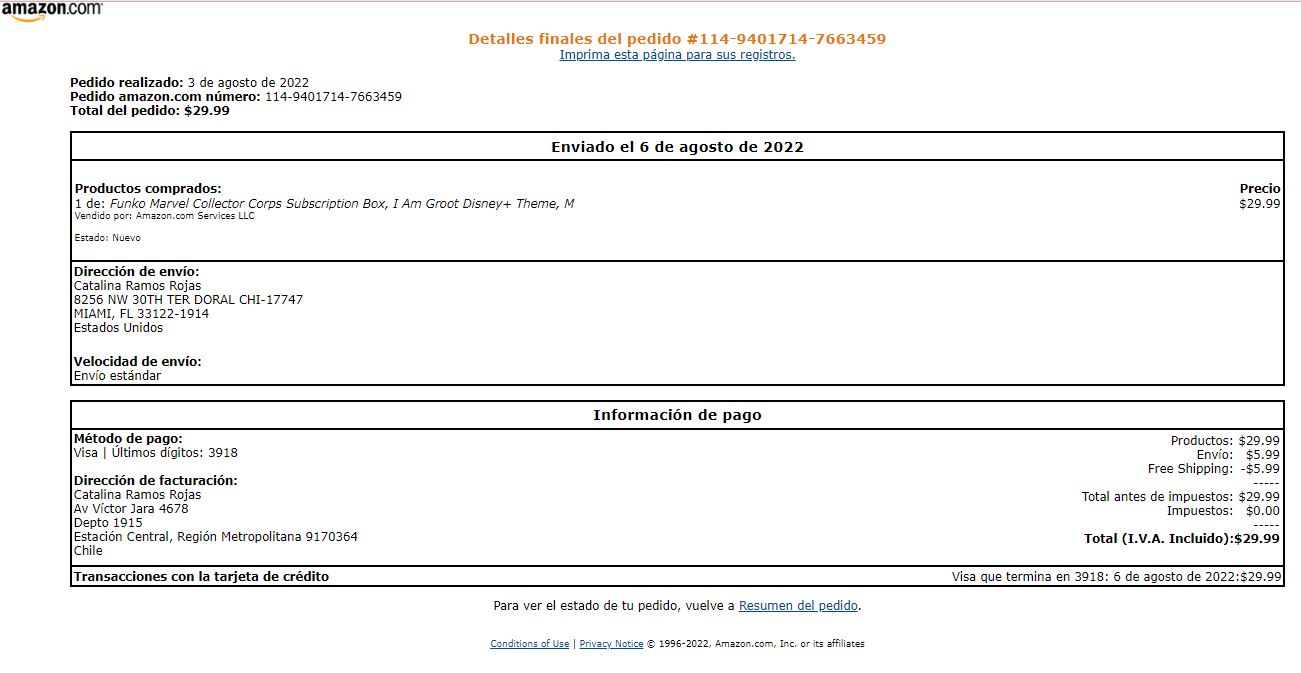 amazon.com
Detalles finales del pedido #114-9401714-7663459
Imprima esta página para sus registros.
Pedido realizado: 3 de agosto de 2022
Pedido amazon.com número: 114-9401714-7663459
Total del pedido: $29.99
Enviado el 6 de agosto de 2022
Productos comprados: Precio
1 de: Funko Marvel Collector Corps Subscription Box, I Am Groot Disney+ Theme, M $29.99
Vendido por: Amazon.com Services LLC
Estado: Nuevo
Dirección de envío:
Catalina Ramos Rojas
8256 NW 30TH TER DORAL CHI-17747
MIAMI, FL 33122-1914
Estados Unidos
Velocidad de envío:
Envío estándar
Información de pago
Método de pago:
Visa | Últimos dígitos: 3918
Dirección de facturación:
Catalina Ramos Rojas
Av Víctor Jara 4678
Depto 1915
Estación Central, Región Metropolitana 9170364
Chile
Productos: $29.99
Envío: $5.99
Free Shipping: -$5.99
-----
Total antes de impuestos: $29.99
Impuestos: $0.00
-----
Total (I.V.A. Incluido):$29.99
Transacciones con la tarjeta de crédito Visa que termina en 3918: 6 de agosto de 2022:$29.99
Para ver el estado de tu pedido, vuelve a Resumen del pedido.
Conditions of Use | Privacy Notice © 1996-2022, Amazon.com, Inc. or its affiliates